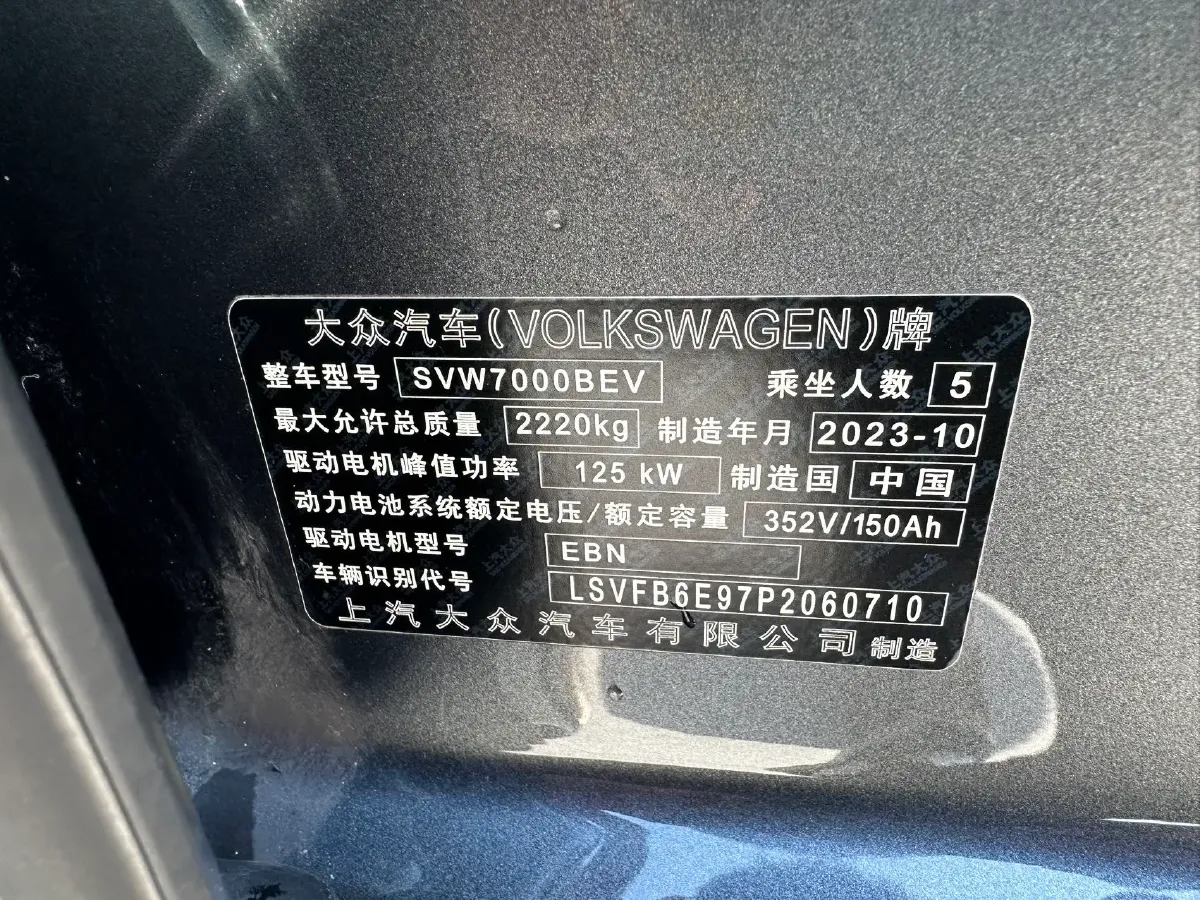 大众汽车(VOLKSWAGEN)牌
整车型号 SVW7000BEV 乘坐人数 5
最大允许总质量 2220kg 制造年月 2023-10
驱动电机峰值功率 125 kW 制造国 中国
动力电池系统额定电压/额定容量 352V/150Ah
驱动电机型号 EBN
车辆识别代号 LSVFB6E97P2060710
上汽大众汽车有限公司 制造